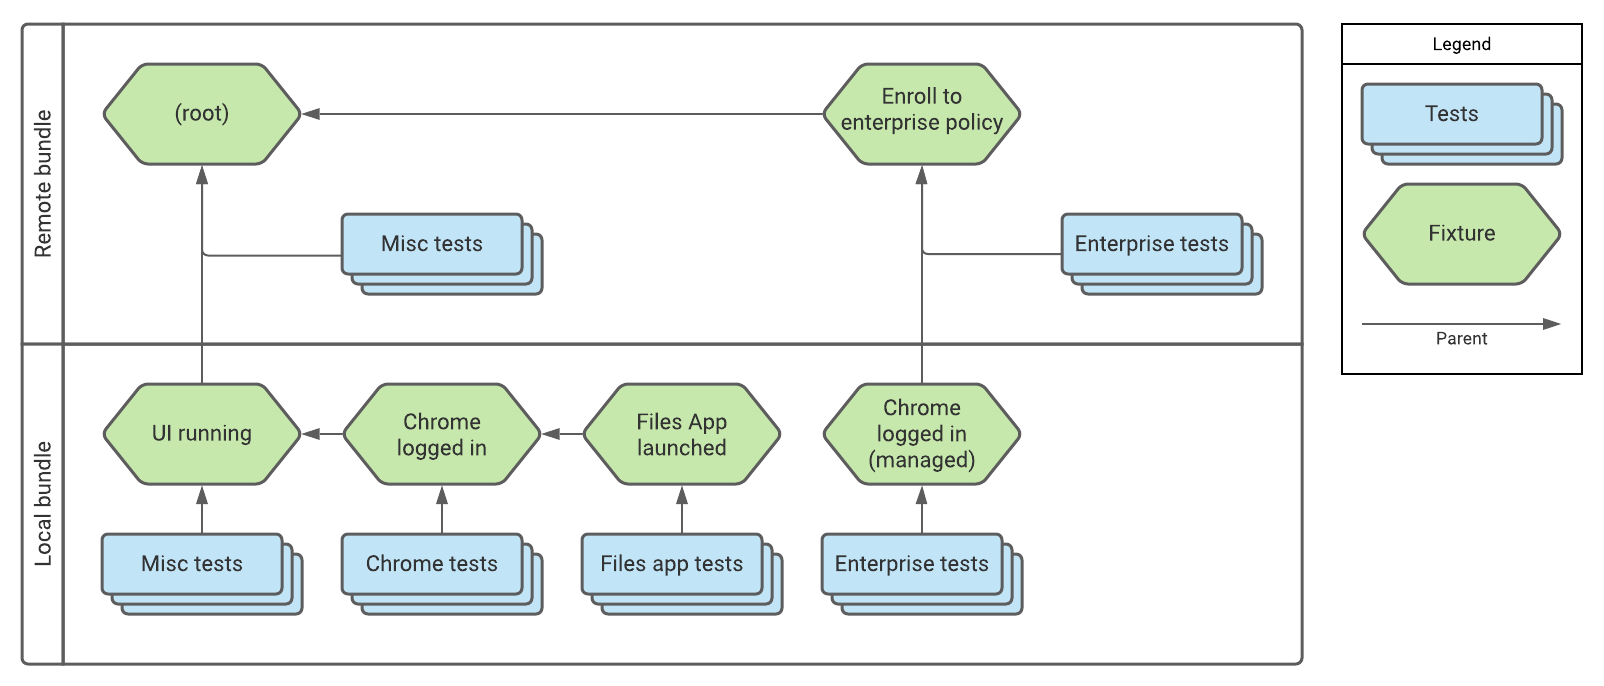 Remote bundle
(root)
Enroll to
enterprise policy
Misc tests
Enterprise tests
Local bundle
UI running
Chrome
logged in
Files App
launched
Chrome
logged in
(managed)
Misc tests
Chrome tests
Files app tests
Enterprise tests
Legend
Tests
Fixture
Parent